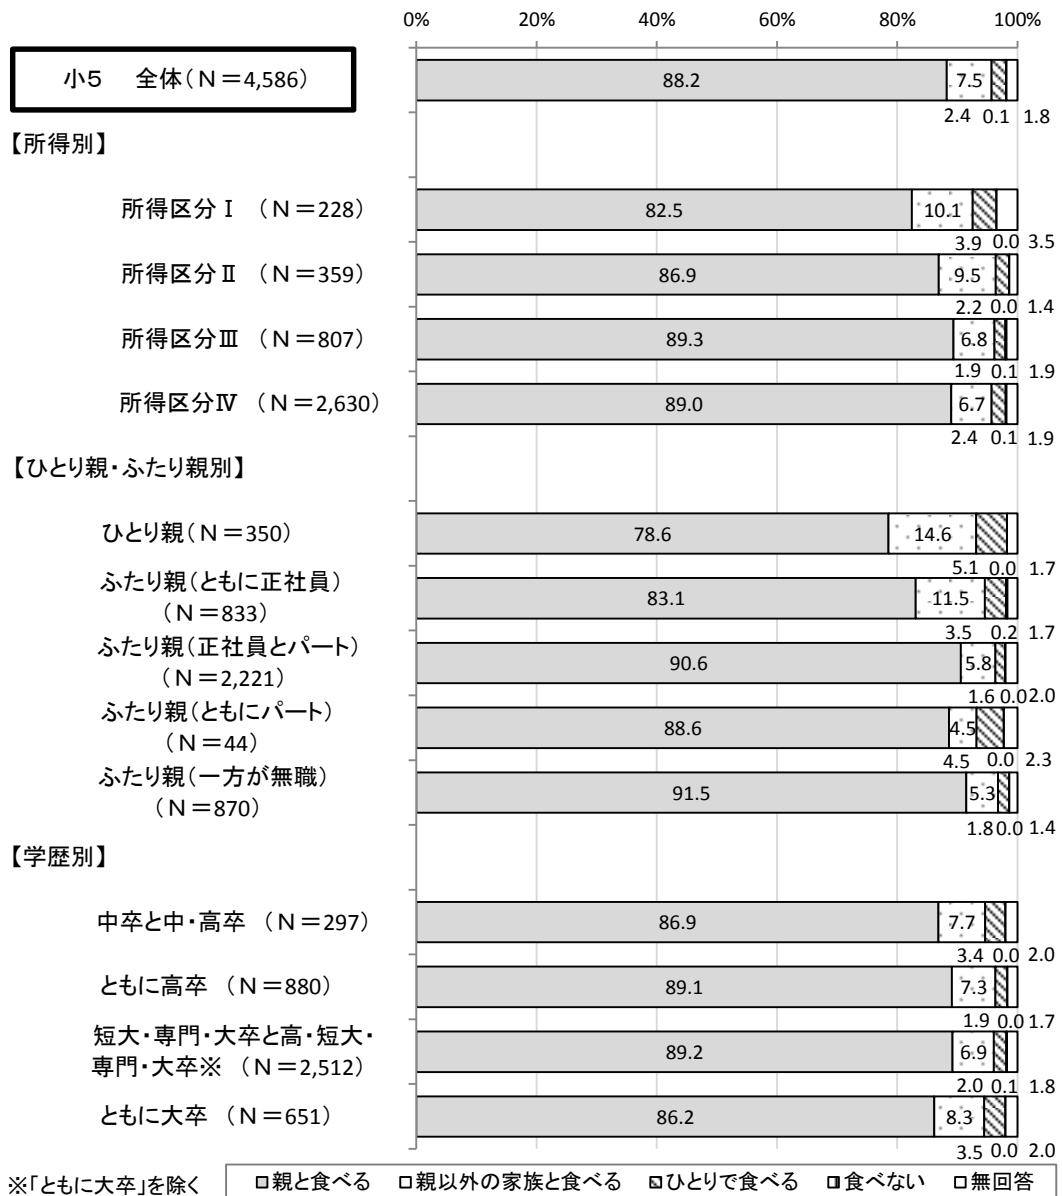 0% 20% 40% 60% 80% 100%
小5 全体(N=4,586) 88.2 7.5
2.4 0.1 1.8
【所得別】
所得区分Ⅰ (N=228) 82.5 10.1
3.9 0.0 3.5
所得区分Ⅱ (N=359) 86.9 9.5
2.2 0.0 1.4
所得区分Ⅲ (N=807) 89.3 6.8
1.9 0.1 1.9
所得区分Ⅳ (N=2,630) 89.0 6.7
2.4 0.1 1.9
【ひとり親・ふたり親別】
ひとり親(N=350) 78.6 14.6
5.1 0.0 1.7
ふたり親(ともに正社員)
(N=833) 83.1 11.5
3.5 0.2 1.7
ふたり親(正社員とパート)
(N=2,221) 90.6 5.8
1.6 0.0 2.0
ふたり親(ともにパート)
(N=44) 88.6 4.5
4.5 0.0 2.3
ふたり親(一方が無職)
(N=870) 91.5 5.3
1.8 0.0 1.4
【学歴別】
中卒と中・高卒 (N=297) 86.9 7.7
3.4 0.0 2.0
ともに高卒 (N=880) 89.1 7.3
1.9 0.0 1.7
短大・専門・大卒と高・短大・
専門・大卒※ (N=2,512) 89.2 6.9
2.0 0.1 1.8
ともに大卒 (N=651) 86.2 8.3
3.5 0.0 2.0
※「ともに大卒」を除く 親と食べる 親以外の家族と食べる ひとりで食べる 食べない 無回答